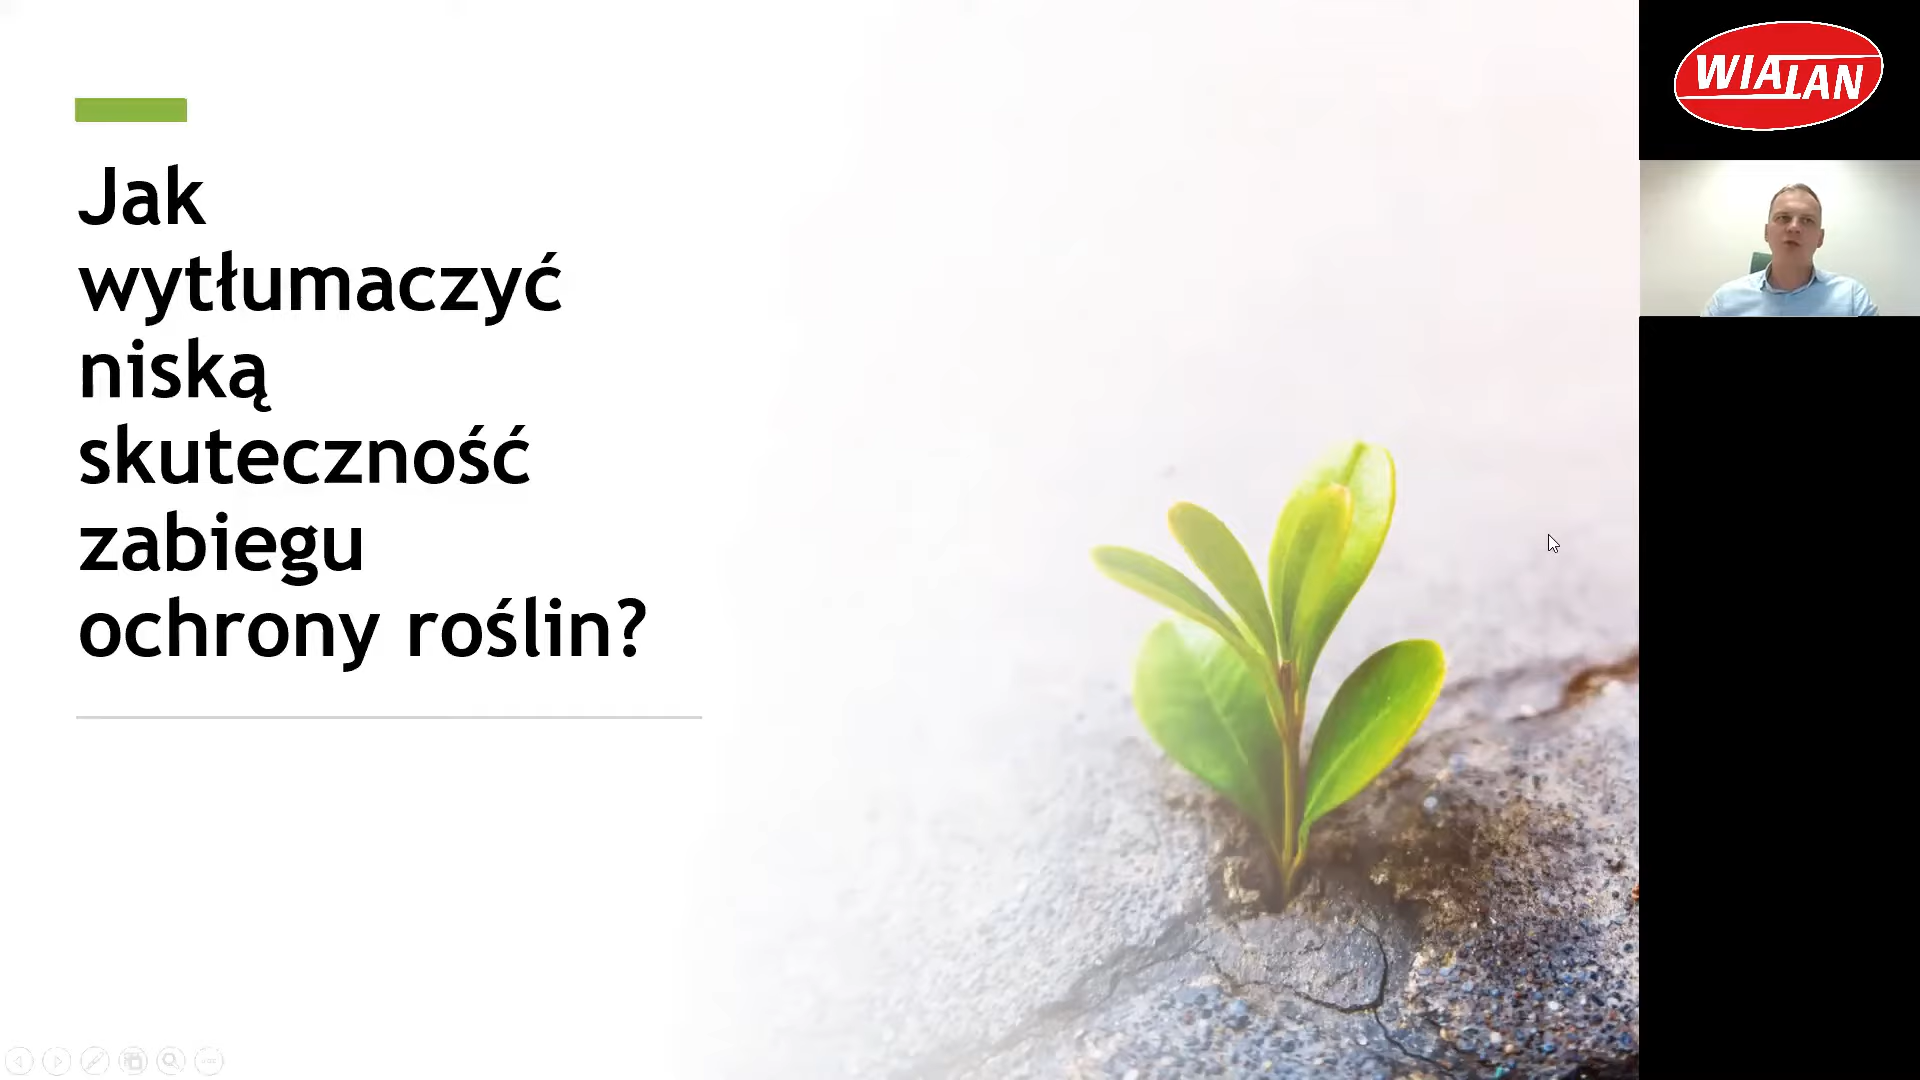 Jak
wytłumaczyć
niską
skuteczność
zabiegu
ochrony roślin?
WIALAN